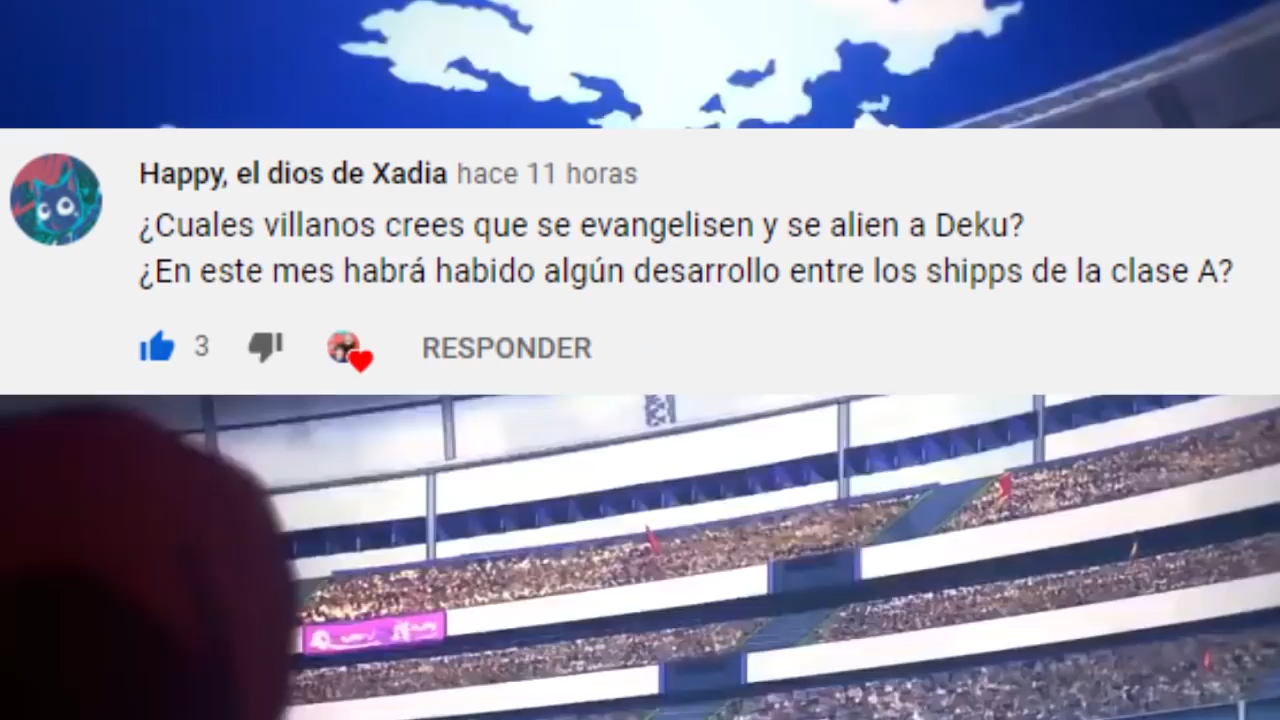 Happy, el dios de Xadia hace 11 horas
¿Cuales villanos crees que se evangelisen y se alien a Deku?
¿En este mes habrá habido algún desarrollo entre los shipps de la clase A?
3 RESPONDER